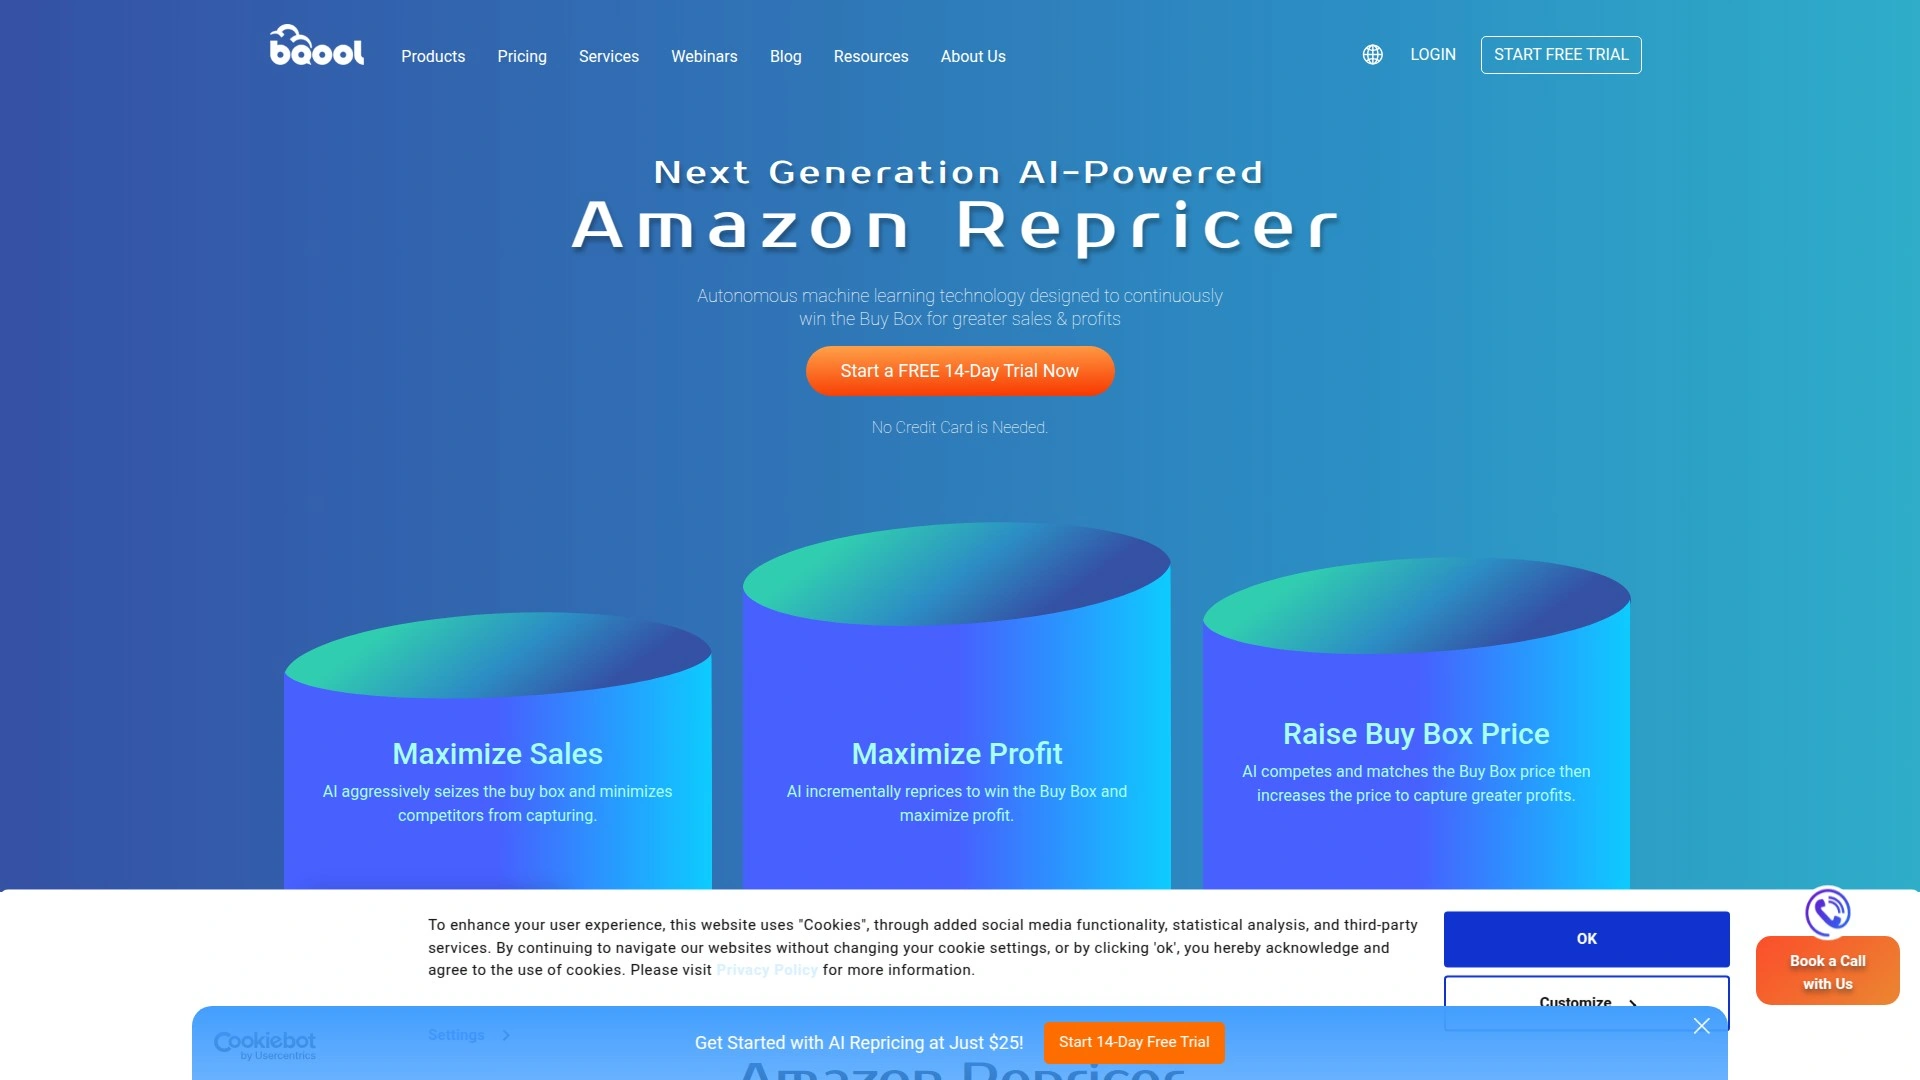 bqool
Products
Pricing
Services
Webinars
Blog
Resources
About Us
LOGIN
START FREE TRIAL
Next Generation AI-Powered
Amazon Repricer
Autonomous machine learning technology designed to continuously
win the Buy Box for greater sales & profits
Start a FREE 14-Day Trial Now
No Credit Card is Needed.
Maximize Sales
AI aggressively seizes the buy box and minimizes
competitors from capturing.
Maximize Profit
AI incrementally reprices to win the Buy Box and
maximize profit.
Raise Buy Box Price
AI competes and matches the Buy Box price then
increases the price to capture greater profits.
To enhance your user experience, this website uses "Cookies", through added social media functionality, statistical analysis, and third-party
services. By continuing to navigate our websites without changing your cookie settings, or by clicking 'ok', you hereby acknowledge and
agree to the use of cookies. Please visit Privacy Policy for more information.
OK
Customize
Book a Call
with Us
Cookiebot
by Usercentrics
Settings
Get Started with AI Repricing at Just $25!
Start 14-Day Free Trial
Amazon Repricer